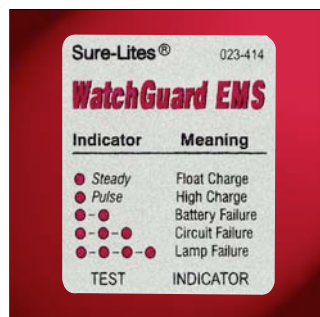 Sure-Lites® 023-414
WatchGuard EMS
Indicator Meaning
● Steady Float Charge
● Pulse High Charge
●-● Battery Failure
●-●-● Circuit Failure
●-●-●-● Lamp Failure
TEST INDICATOR